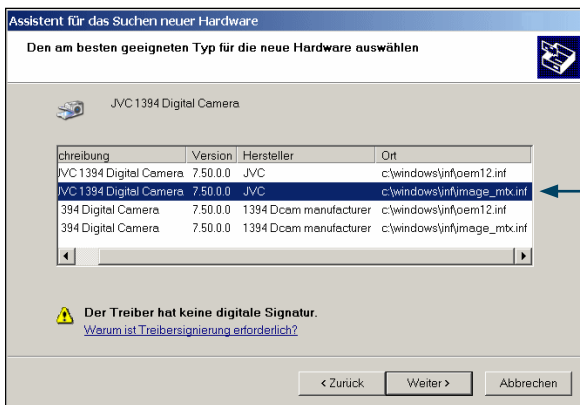 Assistent für das Suchen neuer Hardware
Den am besten geeigneten Typ für die neue Hardware auswählen
JVC 1394 Digital Camera
chreibung Version Hersteller Ort
JVC 1394 Digital Camera 7.50.0.0 JVC c:\windows\inf\oem12.inf
JVC 1394 Digital Camera 7.50.0.0 JVC c:\windows\inf\image_mtx.inf
394 Digital Camera 7.50.0.0 1394 Dcam manufacturer c:\windows\inf\oem12.inf
394 Digital Camera 7.50.0.0 1394 Dcam manufacturer c:\windows\inf\image_mtx.inf
Der Treiber hat keine digitale Signatur.
Warum ist Treibersignierung erforderlich?
< Zurück Weiter > Abbrechen